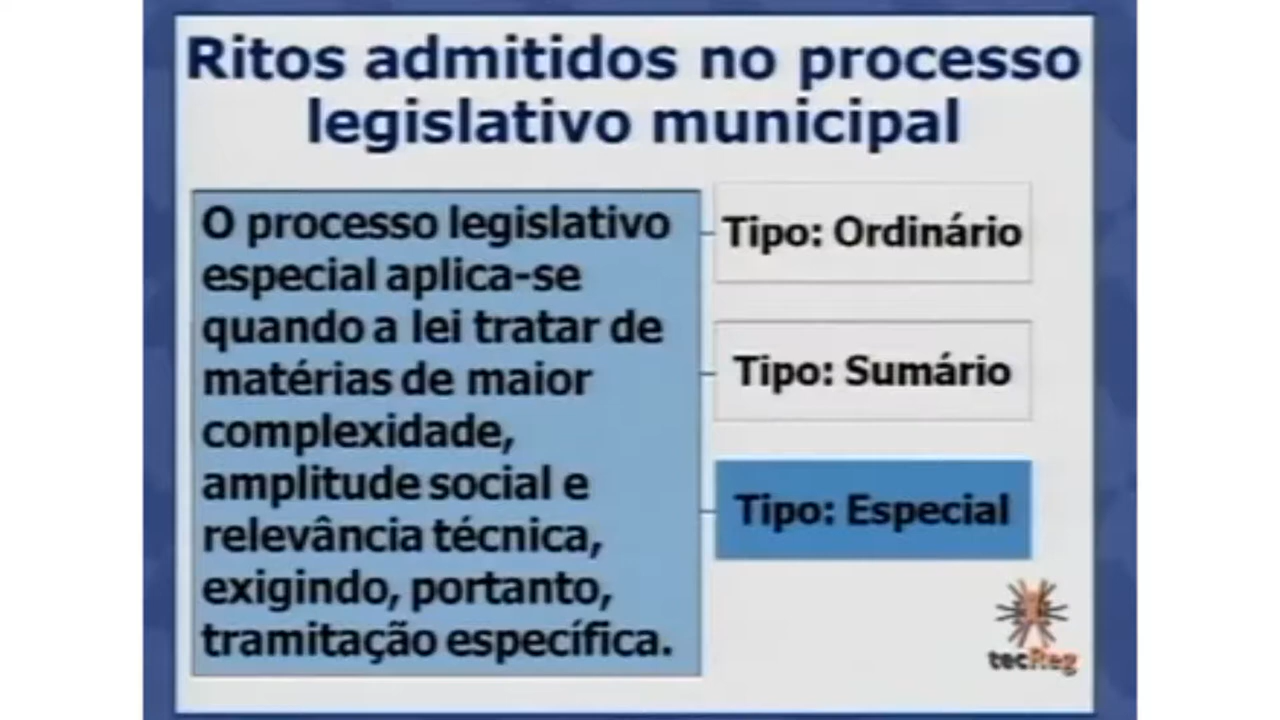 Ritos admitidos no processo
legislativo municipal
O processo legislativo
especial aplica-se
quando a lei tratar de
matérias de maior
complexidade,
amplitude social e
relevância técnica,
exigindo, portanto,
tramitação específica.
Tipo: Ordinário
Tipo: Sumário
Tipo: Especial
tecReg